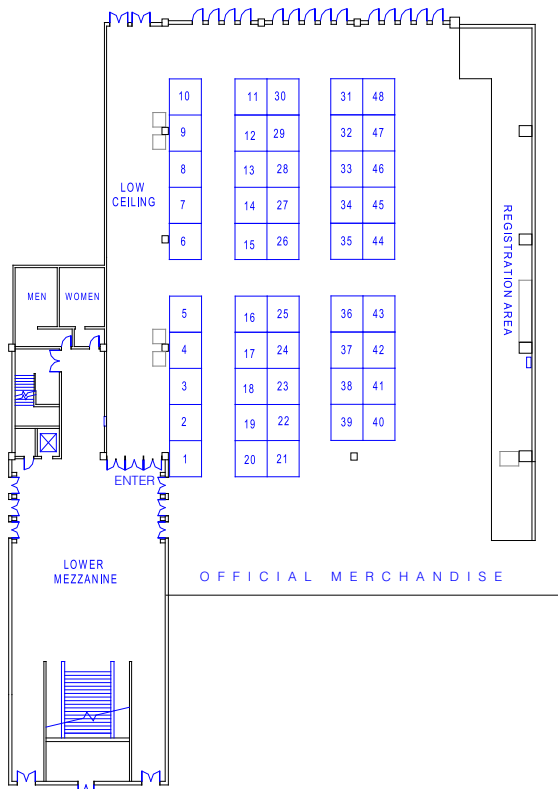 10 11 30 31 48
9 12 29 32 47
8 13 28 33 46
LOW
CEILING
7 14 27 34 45
6 15 26 35 44
REGISTRATION AREA
MEN WOMEN
5 16 25 36 43
4 17 24 37 42
3 18 23 38 41
2 19 22 39 40
1 20 21
ENTER
LOWER
MEZZANINE
OFFICIAL MERCHANDISE